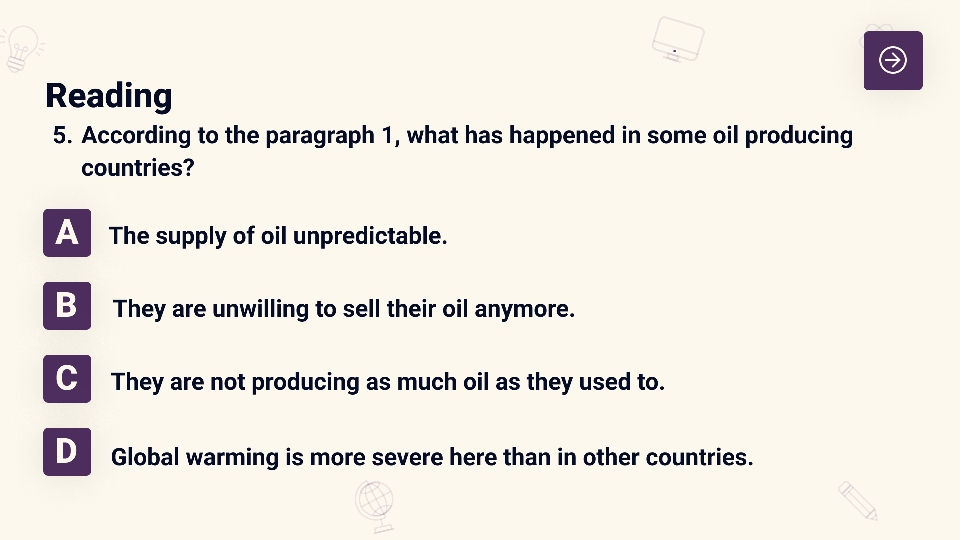 Reading
5. According to the paragraph 1, what has happened in some oil producing
countries?
A The supply of oil unpredictable.
B They are unwilling to sell their oil anymore.
C They are not producing as much oil as they used to.
D Global warming is more severe here than in other countries.